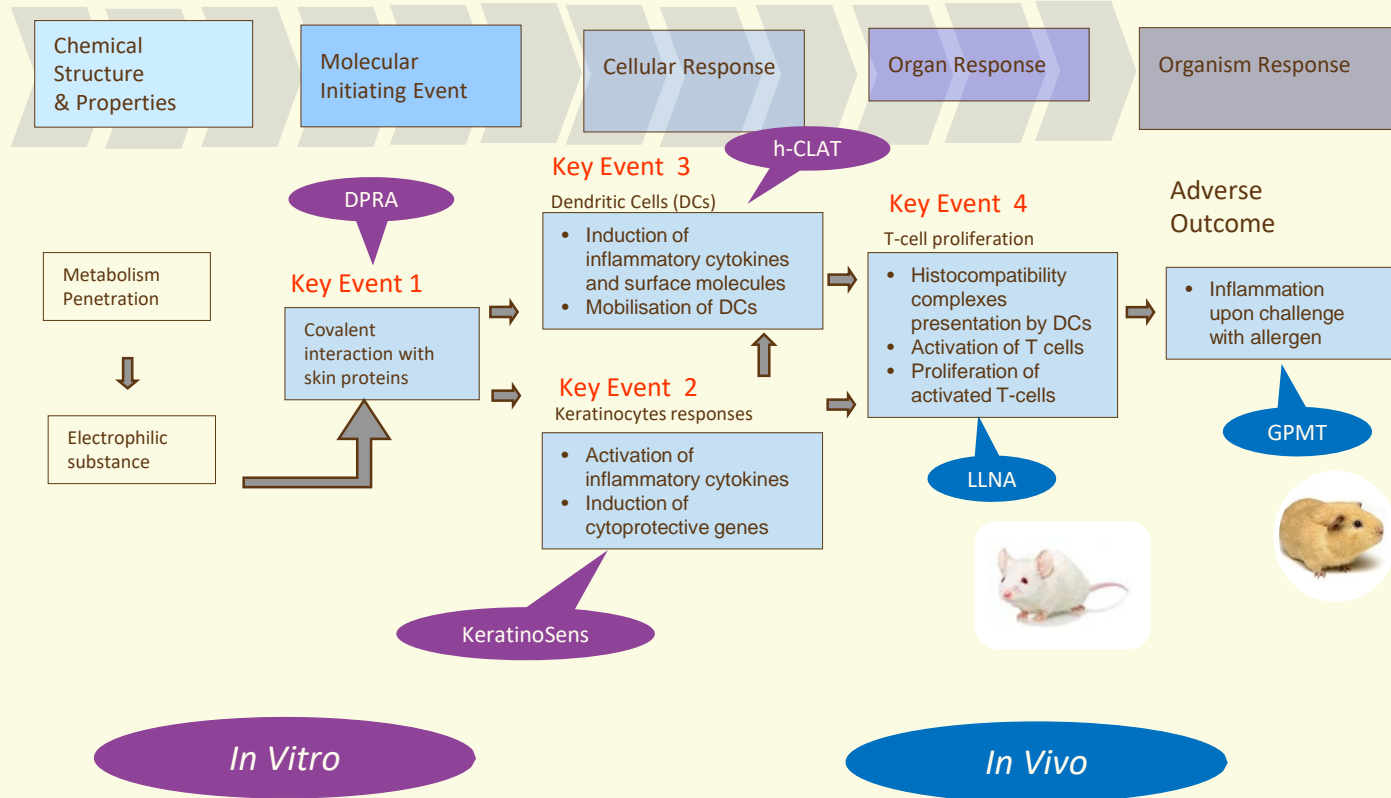 Chemical
Structure
& Properties
Molecular
Initiating Event
Cellular Response
Organ Response
Organism Response
h-CLAT
DPRA
Key Event 3
Dendritic Cells (DCs)
• Induction of
inflammatory cytokines
and surface molecules
• Mobilisation of DCs
Key Event 4
T-cell proliferation
• Histocompatibility
complexes
presentation by DCs
• Activation of T cells
• Proliferation of
activated T-cells
Adverse
Outcome
• Inflammation
upon challenge
with allergen
Metabolism
Penetration
Key Event 1
Covalent
interaction with
skin proteins
Electrophilic
substance
Key Event 2
Keratinocytes responses
• Activation of
inflammatory cytokines
• Induction of
cytoprotective genes
GPMT
LLNA
KeratinoSens
In Vitro
In Vivo